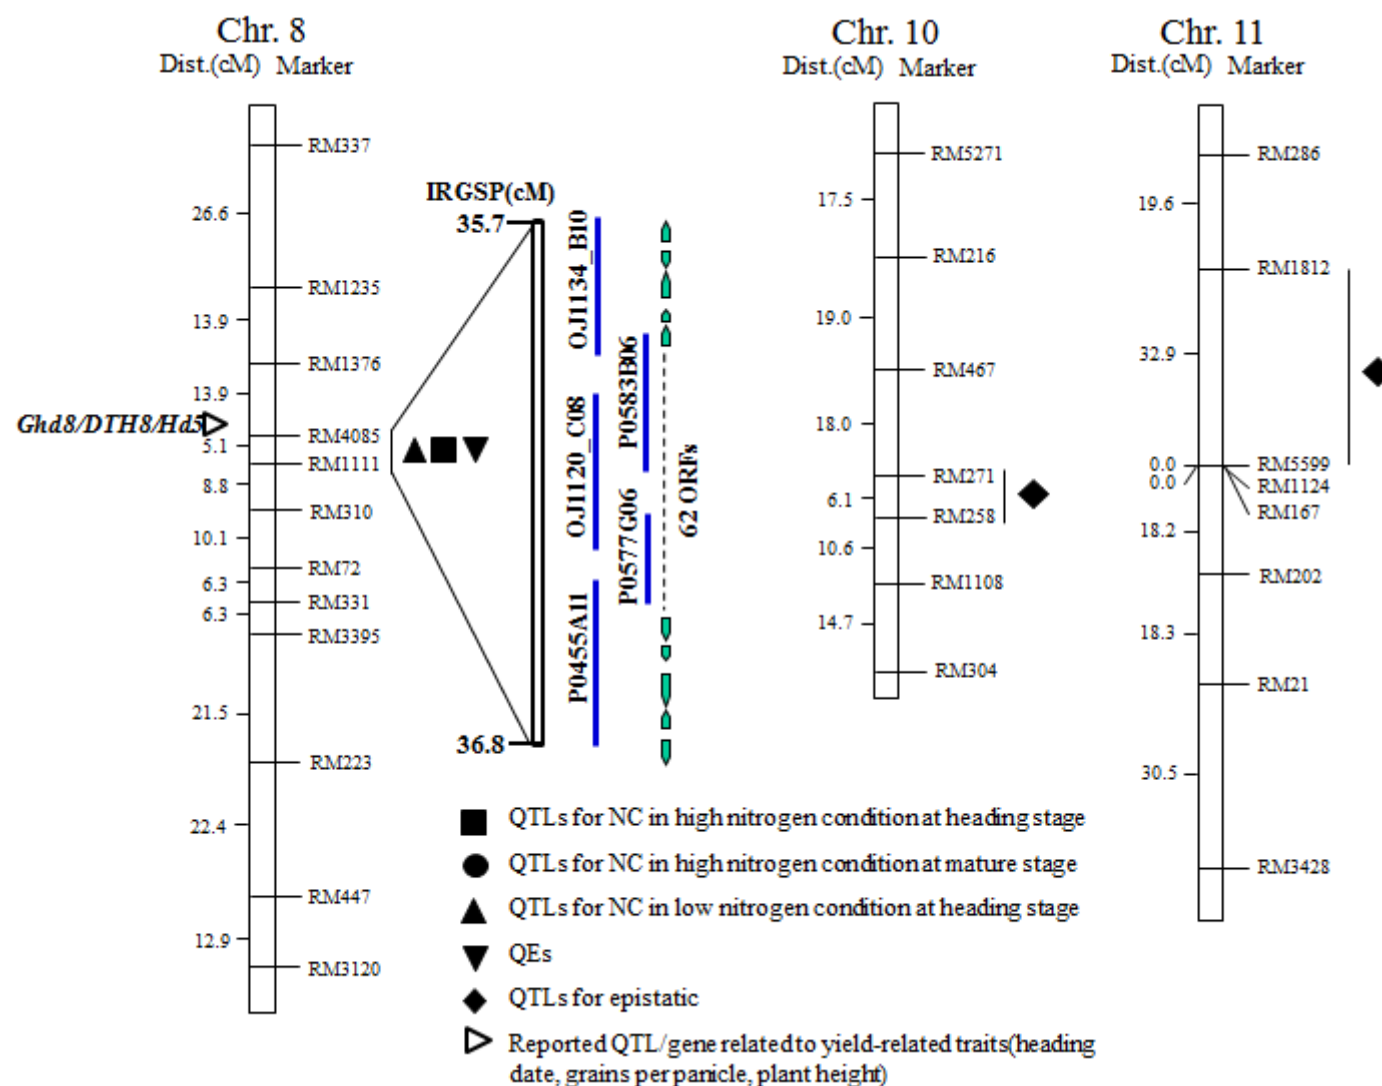 Chr. 8
Dist.(cM) Marker
RM337
26.6
RM1235
13.9
RM1376
13.9
Ghd8/DTH8/Hd5
RM4085
5.1
RM1111
8.8
RM310
10.1
RM72
6.3
RM331
6.3
RM3395
21.5
RM223
22.4
RM447
12.9
RM3120
IRGSP(cM)
35.7
36.8
OJ1134_B10
P0583B06
OJ1120_C08
P0577G06
P0455A11
62 ORFs
Chr. 10
Dist.(cM) Marker
RM5271
17.5
RM216
19.0
RM467
18.0
RM271
6.1
RM258
10.6
RM1108
14.7
RM304
Chr. 11
Dist.(cM) Marker
RM286
19.6
RM1812
32.9
0.0
RM5599
0.0
RM1124
RM167
18.2
RM202
18.3
RM21
30.5
RM3428
QTLs for NC in high nitrogen condition at heading stage
QTLs for NC in high nitrogen condition at mature stage
QTLs for NC in low nitrogen condition at heading stage
QEs
QTLs for epistatic
Reported QTL/gene related to yield-related traits(heading
date, grains per panicle, plant height)